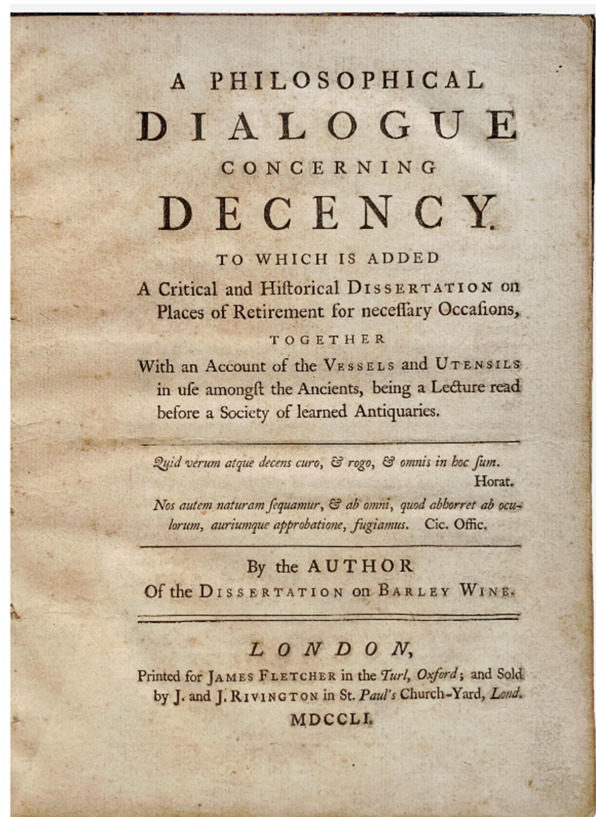 A PHILOSOPHICAL
DIALOGUE
CONCERNING
DECENCY.
TO WHICH IS ADDED
A Critical and Hiſtorical DISSERTATION on
Places of Retirement for neceſſary Occaſions,
TOGETHER
With an Account of the VESSELS and UTENSILS
in uſe amongſt the Ancients, being a Lecture read
before a Society of learned Antiquaries.
Quid verum atque decens curo, & rogo, & omnis in hoc ſum.
Horat.
Nos autem naturam ſequamur, & ab omni, quod abhorret ab ocu-
lorum, auriumque approbatione, fugiamus. Cic. Offic.
By the AUTHOR
Of the DISSERTATION on BARLEY WINE.
LONDON,
Printed for JAMES FLETCHER in the Turl, Oxford; and Sold
by J. and J. RIVINGTON in St. Paul's Church-Yard, Lond.
MDCCLI.